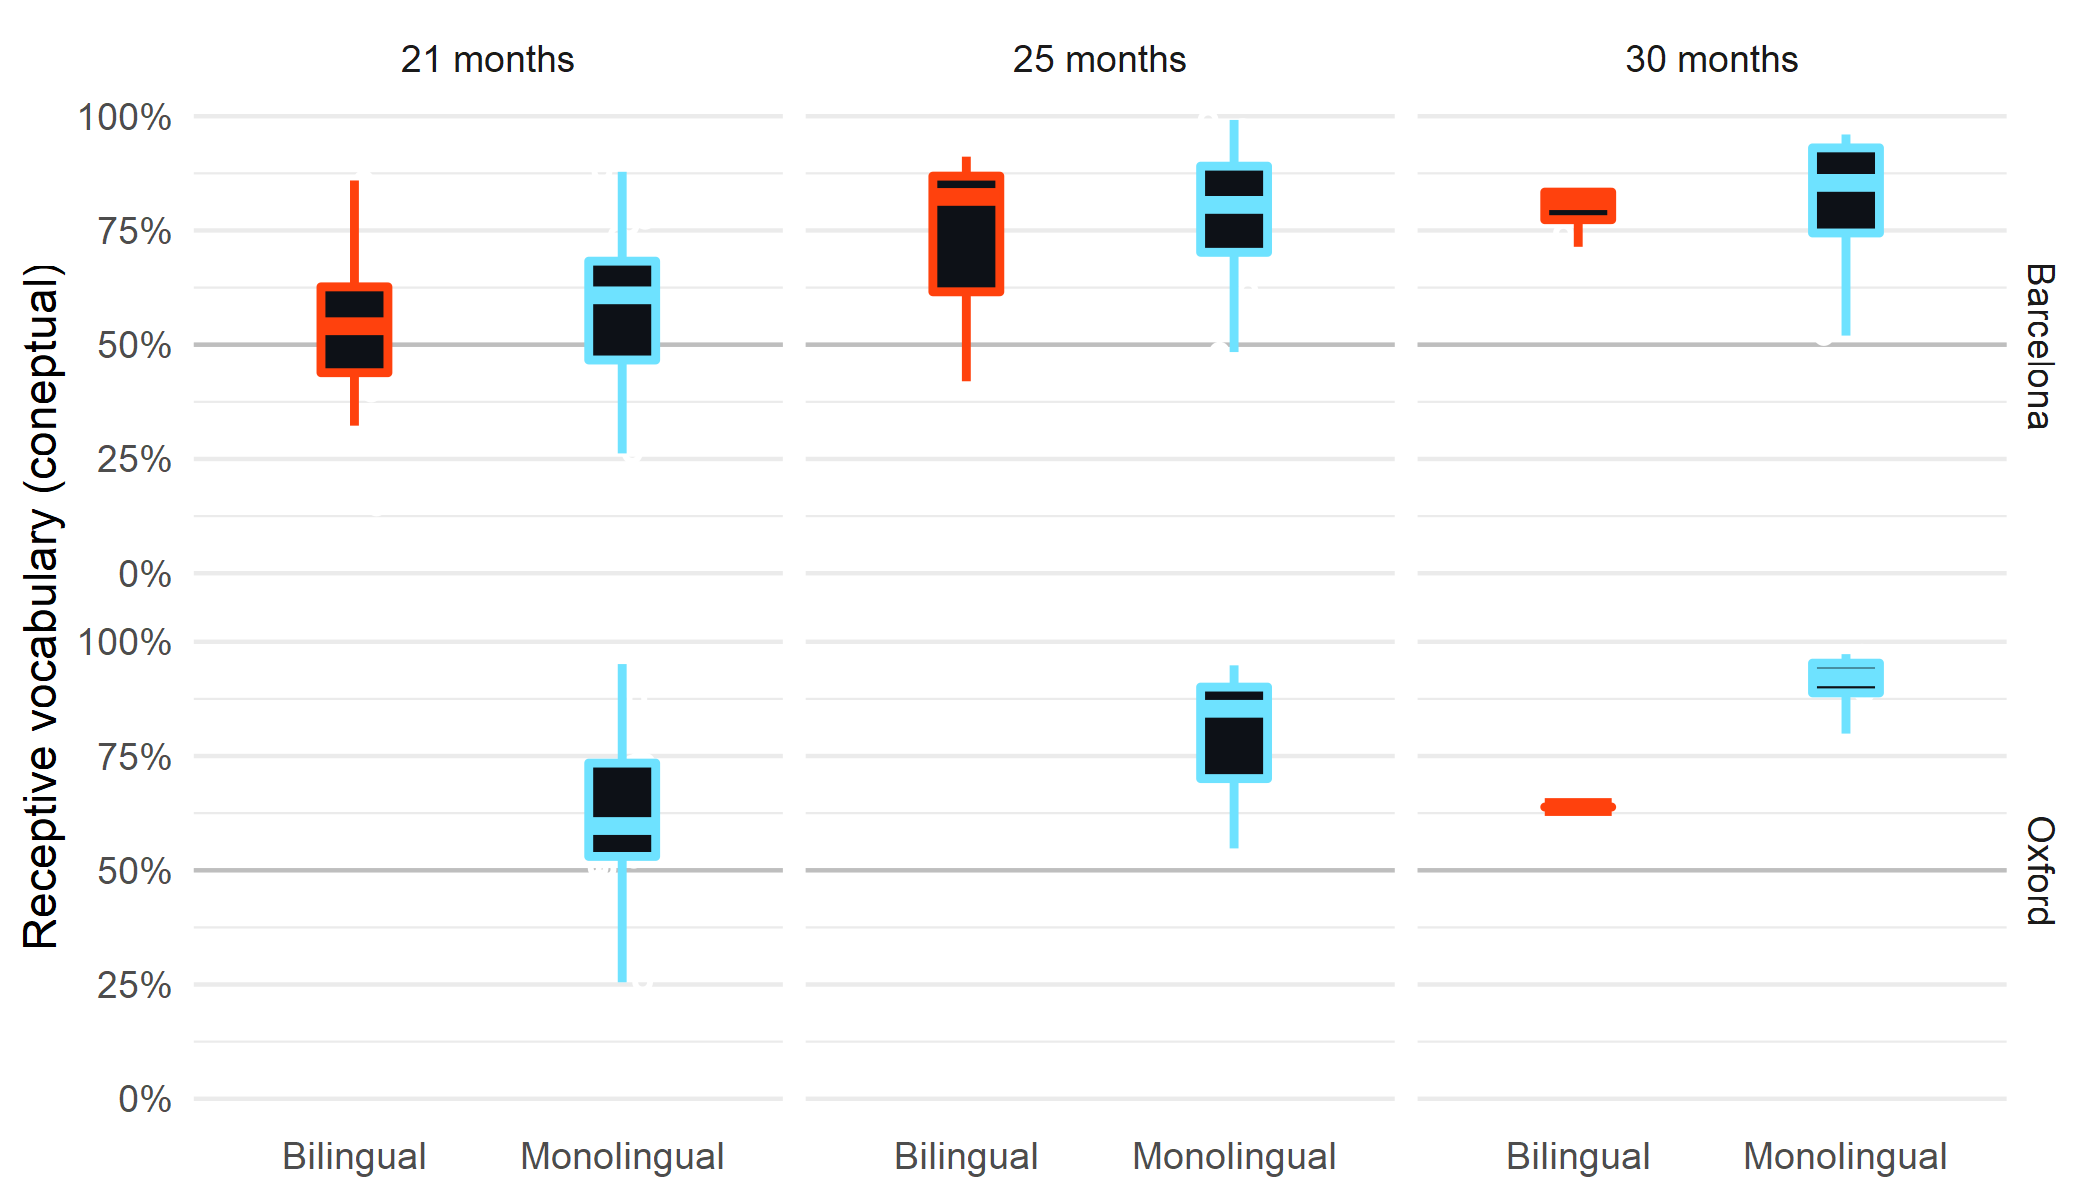 21 months
25 months
30 months
Receptive vocabulary (coneptual)
100%
75%
50%
25%
0%
Barcelona
100%
75%
50%
25%
0%
Oxford
Bilingual
Monolingual
Bilingual
Monolingual
Bilingual
Monolingual